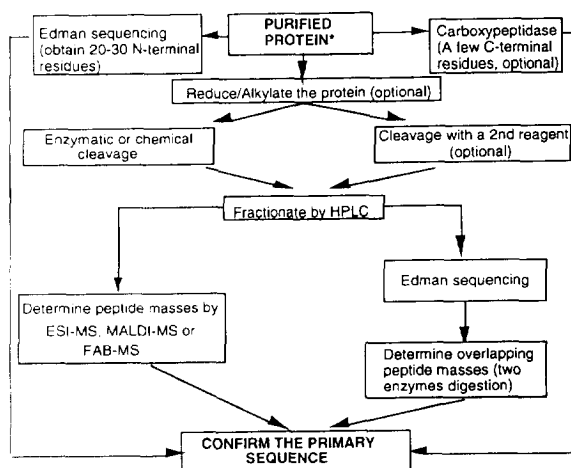 Edman sequencing
(obtain 20-30 N-terminal
residues)
PURIFIED
PROTEIN*
Carboxypeptidase
(A few C-terminal
residues, optional)
Reduce/Alkylate the protein (optional)
Enzymatic or chemical
cleavage
Cleavage with a 2nd reagent
(optional)
Fractionate by HPLC
Edman sequencing
Determine peptide masses by
ESI-MS, MALDI-MS or
FAB-MS
Determine overlapping
peptide masses (two
enzymes digestion)
CONFIRM THE PRIMARY
SEQUENCE